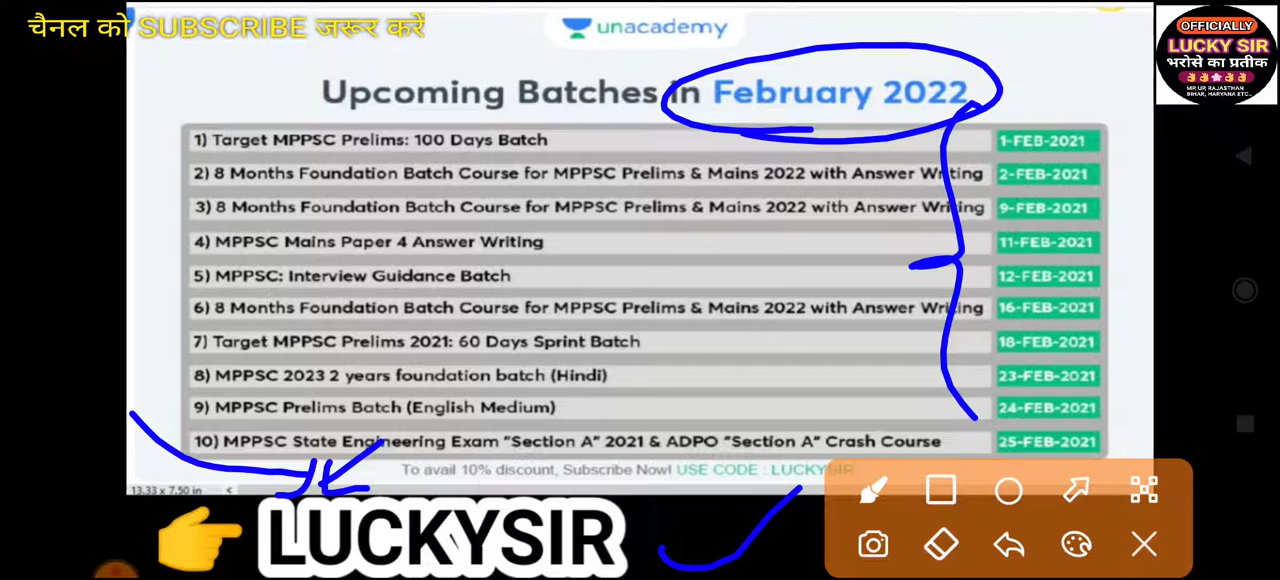 चैनल को SUBSCRIBE जरूर करें
unacademy
OFFICIALLY
LUCKY SIR
भरोसे का प्रतीक
MP, UP, RAJASTHAN
BIHAR, HARYANA ETC..
Upcoming Batches in February 2022
1) Target MPPSC Prelims: 100 Days Batch 1-FEB-2021
2) 8 Months Foundation Batch Course for MPPSC Prelims & Mains 2022 with Answer Writing 2-FEB-2021
3) 8 Months Foundation Batch Course for MPPSC Prelims & Mains 2022 with Answer Writing 9-FEB-2021
4) MPPSC Mains Paper 4 Answer Writing 11-FEB-2021
5) MPPSC: Interview Guidance Batch 12-FEB-2021
6) 8 Months Foundation Batch Course for MPPSC Prelims & Mains 2022 with Answer Writing 16-FEB-2021
7) Target MPPSC Prelims 2021: 60 Days Sprint Batch 18-FEB-2021
8) MPPSC 2023 2 years foundation batch (Hindi) 23-FEB-2021
9) MPPSC Prelims Batch (English Medium) 24-FEB-2021
10) MPPSC State Engineering Exam "Section A" 2021 & ADPO "Section A" Crash Course 25-FEB-2021
To avail 10% discount, Subscribe Now! USE CODE : LUCKYSIR
13.33 x 7.50 in
LUCKYSIR